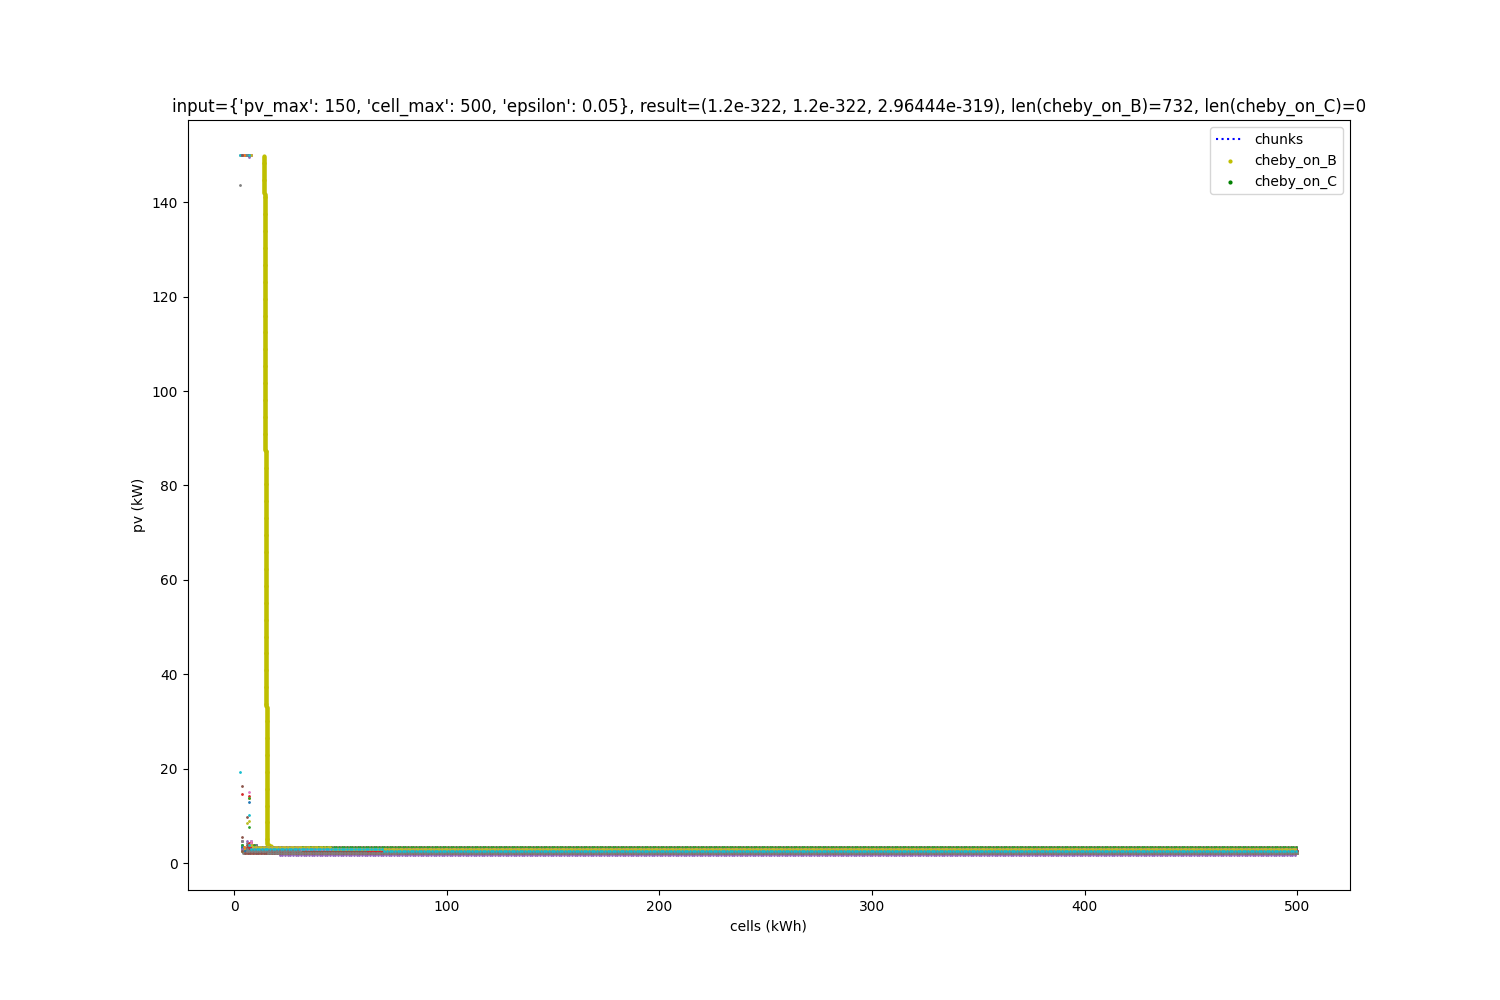 input={'pv_max': 150, 'cell_max': 500, 'epsilon': 0.05}, result=(1.2e-322, 1.2e-322, 2.96444e-319), len(cheby_on_B)=732, len(cheby_on_C)=0
chunks
cheby_on_B
cheby_on_C
140
120
100
80
60
40
20
0
pv (kW)
0 100 200 300 400 500
cells (kWh)